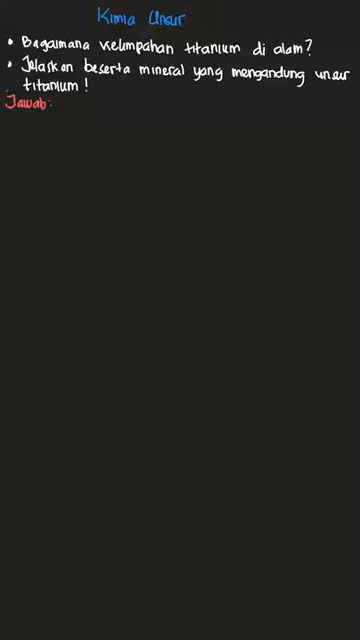 Kimia Unsur
• Bagaimana kelimpahan titanium di alam?
• Jelaskan beserta mineral yang mengandung unsur
titanium!
Jawab: